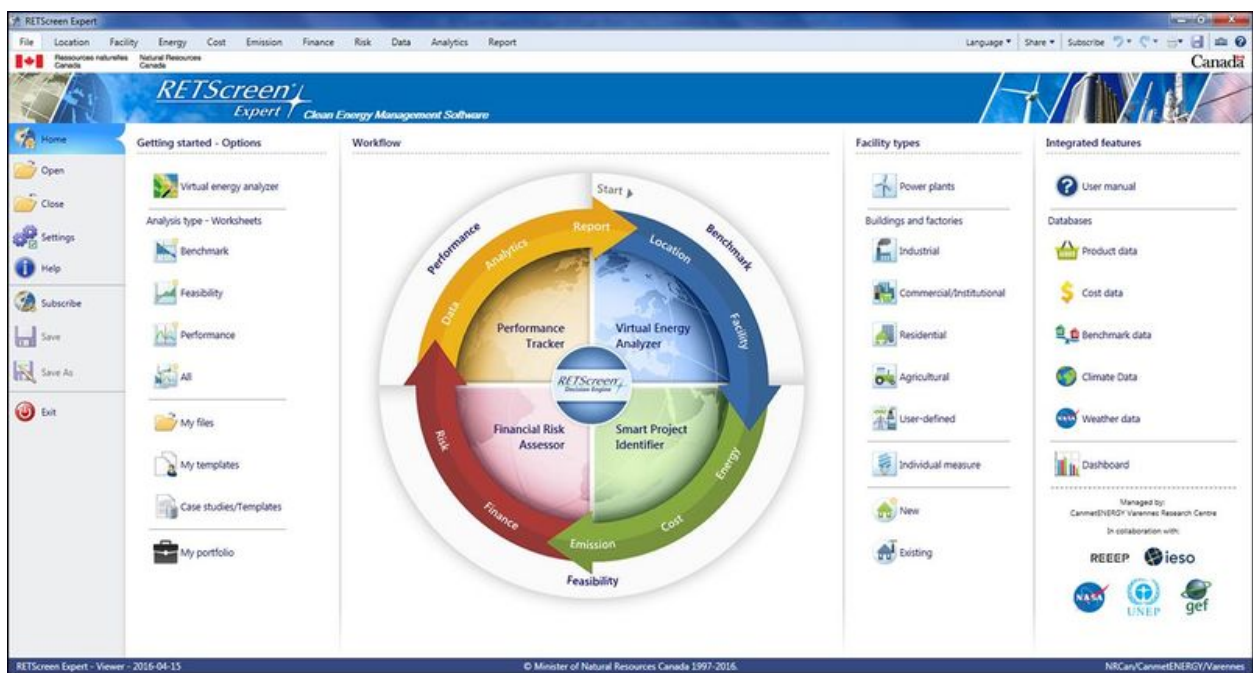 RETScreen Expert
File Location Facility Energy Cost Emission Finance Risk Data Analytics Report Language Share Subscribe
Ressources naturelles Canada
Natural Resources Canada
Canada
RETScreen
Expert
Clean Energy Management Software
Home
Open
Close
Settings
Help
Subscribe
Save
Save As
Exit
Getting started - Options
Virtual energy analyzer
Analysis type - Worksheets
Benchmark
Feasibility
Performance
All
My files
My templates
Case studies/Templates
My portfolio
Workflow
Start
Performance
Benchmark
Feasibility
Report
Location
Facility
Energy
Cost
Emission
Finance
Risk
Data
Analytics
Performance
Tracker
Virtual Energy
Analyzer
RETScreen
Decision Engine
Financial Risk
Assessor
Smart Project
Identifier
Facility types
Power plants
Buildings and factories
Industrial
Commercial/Institutional
Residential
Agricultural
User-defined
Individual measure
New
Existing
Integrated features
User manual
Databases
Product data
Cost data
Benchmark data
Climate Data
Weather data
Dashboard
Managed by:
CanmetENERGY Varennes Research Centre
In collaboration with:
REEEP ieso
NASA UNEP gef
RETScreen Expert - Viewer - 2016-04-15
© Minister of Natural Resources Canada 1997-2016.
NRCan/CanmetENERGY/Varennes